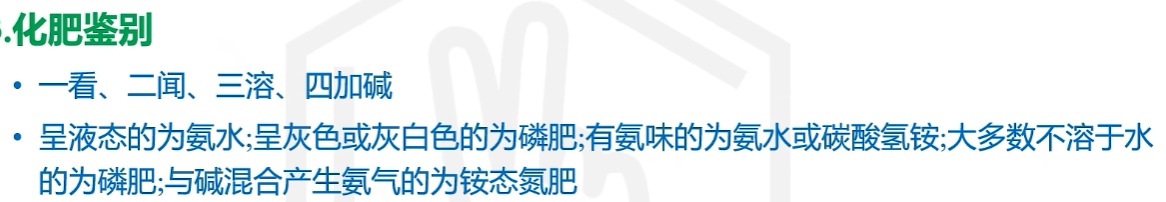 .化肥鉴别
• 一看、二闻、三溶、四加碱
• 呈液态的为氨水;呈灰色或灰白色的为磷肥;有氨味的为氨水或碳酸氢铵;大多数不溶于水
的为磷肥;与碱混合产生氨气的为铵态氮肥